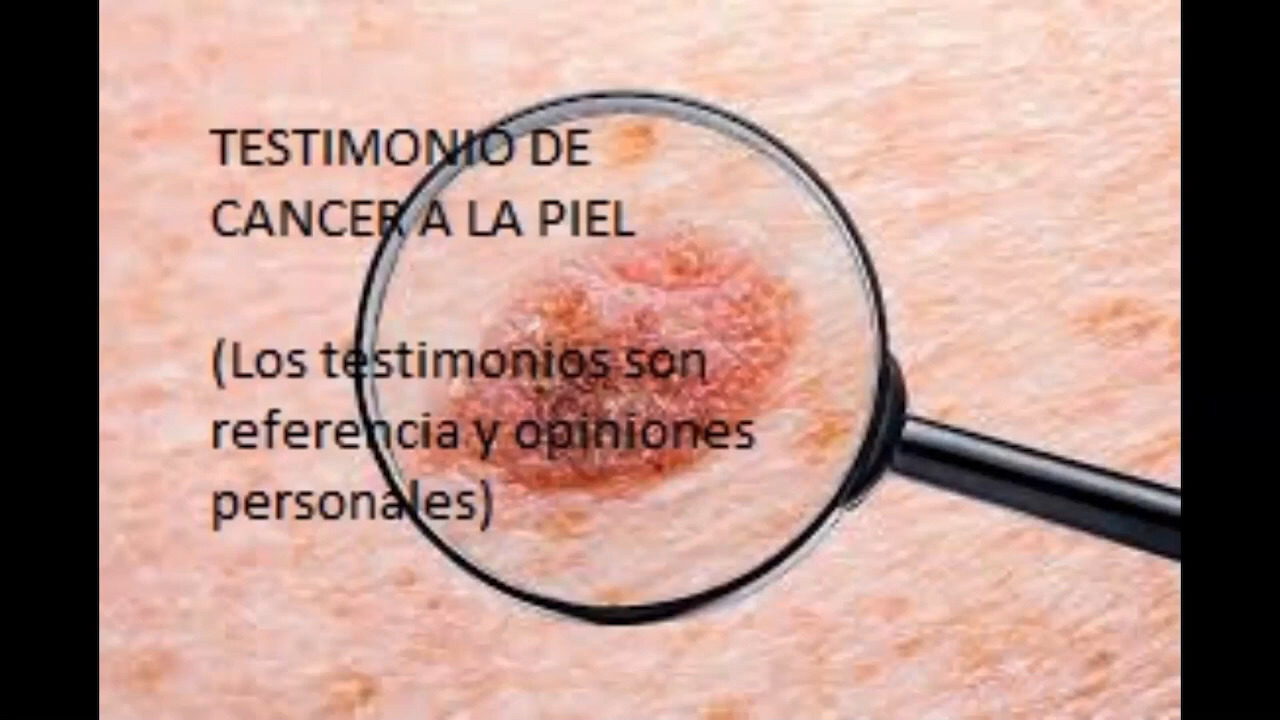 TESTIMONIO DE
CANCER A LA PIEL
(Los testimonios son
referencia y opiniones
personales)